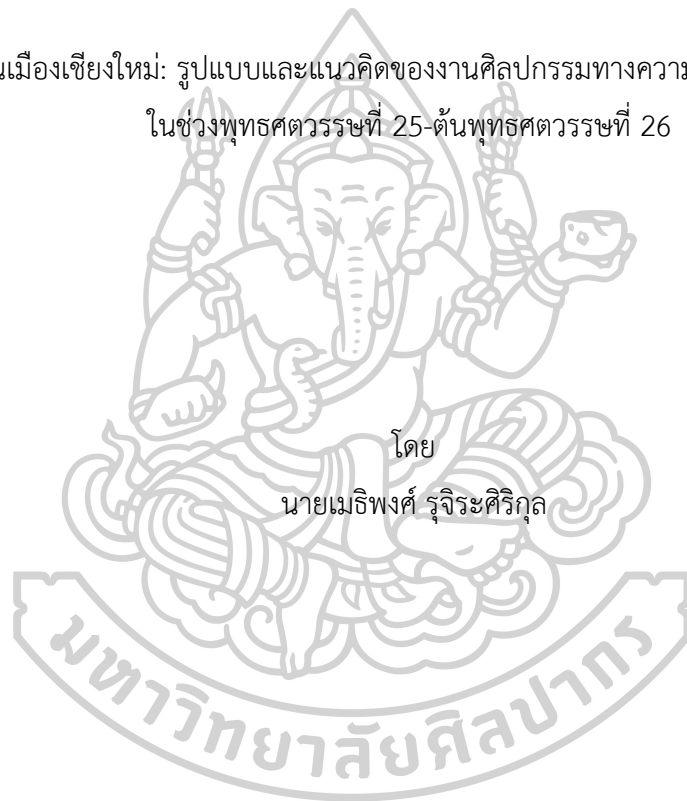 นเมืองเชียงใหม่: รูปแบบและแนวคิดของงานศิลปกรรมทางความ
ในช่วงพุทธศตวรรษที่ 25-ต้นพุทธศตวรรษที่ 26
โดย
นายเมธิพงศ์ รุจิระศิริกุล
มหาวิทยาลัยศิลปากร